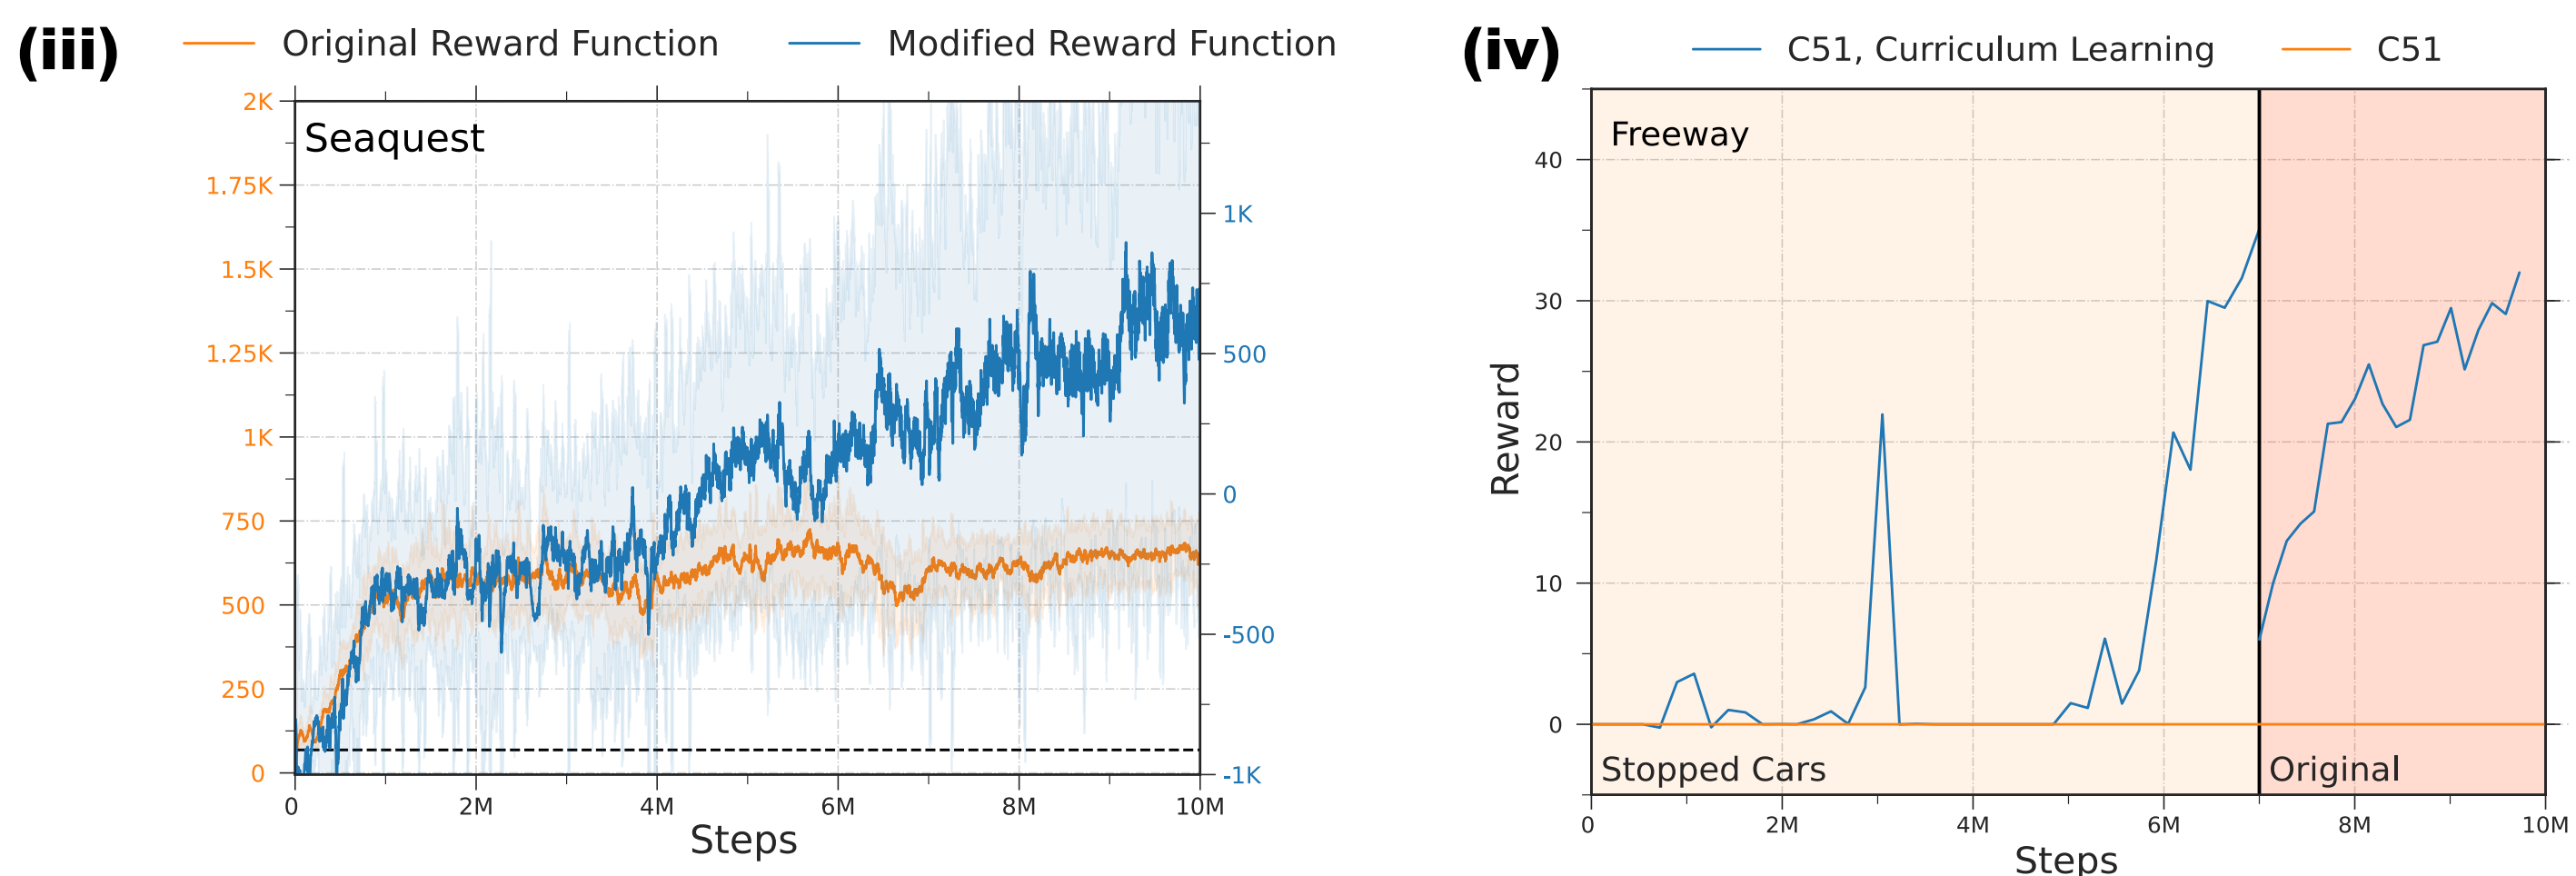 (iii)
Original Reward Function
Modified Reward Function
Seaquest
2K
1.75K
1.5K
1.25K
1K
750
500
250
0
1K
500
0
-500
-1K
0 2M 4M 6M 8M 10M
Steps
(iv)
C51, Curriculum Learning
C51
Freeway
Reward
40
30
20
10
0
Stopped Cars
Original
0 2M 4M 6M 8M 10M
Steps